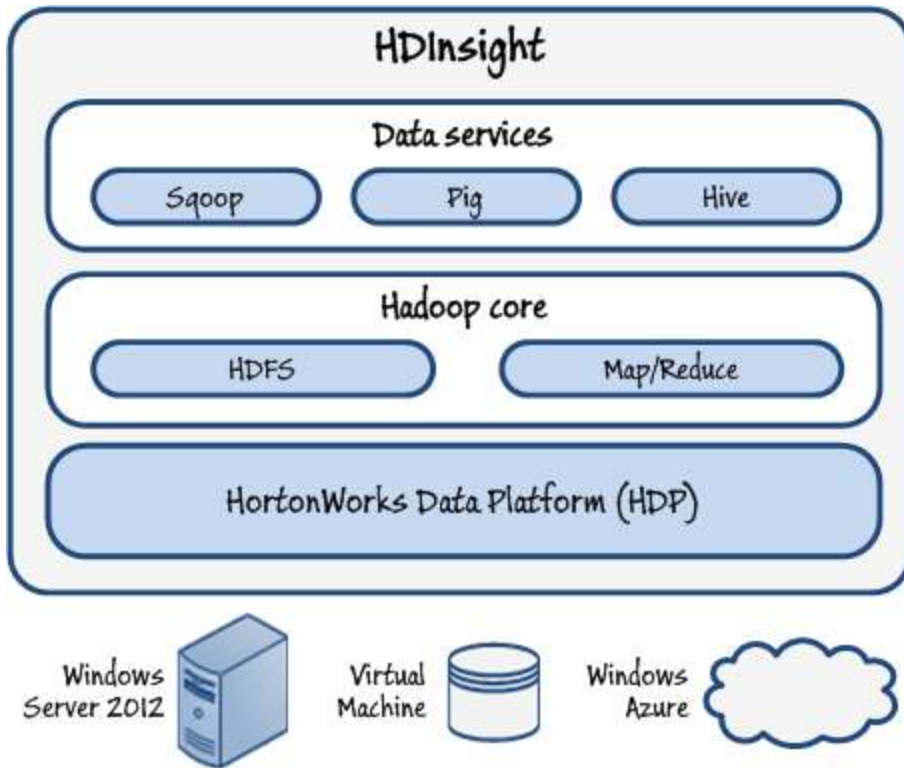 HDInsight
Data services
Sqoop
Pig
Hive
Hadoop core
HDFS
Map/Reduce
HortonWorks Data Platform (HDP)
Windows
Server 2012
Virtual
Machine
Windows
Azure